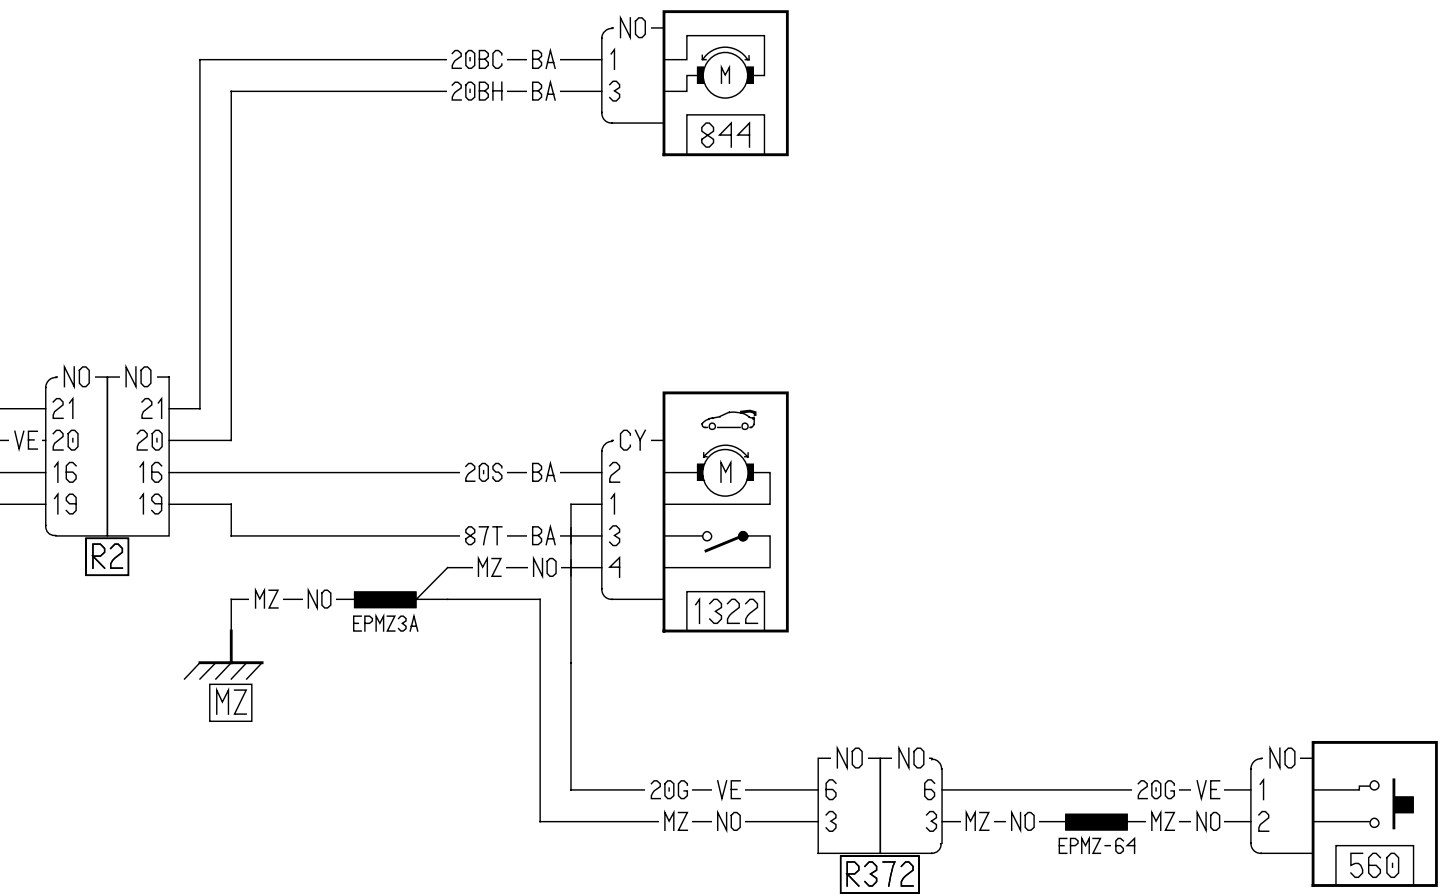 NO
20BC BA 1
M
20BH BA 3
844
NO NO
21 21
VE 20 20
16 16
19 19
R2
CY
20S BA 2
M
1
87T BA 3
MZ NO 4
1322
MZ NO
EPMZ3A
MZ
NO NO NO
20G VE 6 6 20G VE 1
MZ NO 3 3 MZ NO MZ NO 2
EPMZ-64
R372
560